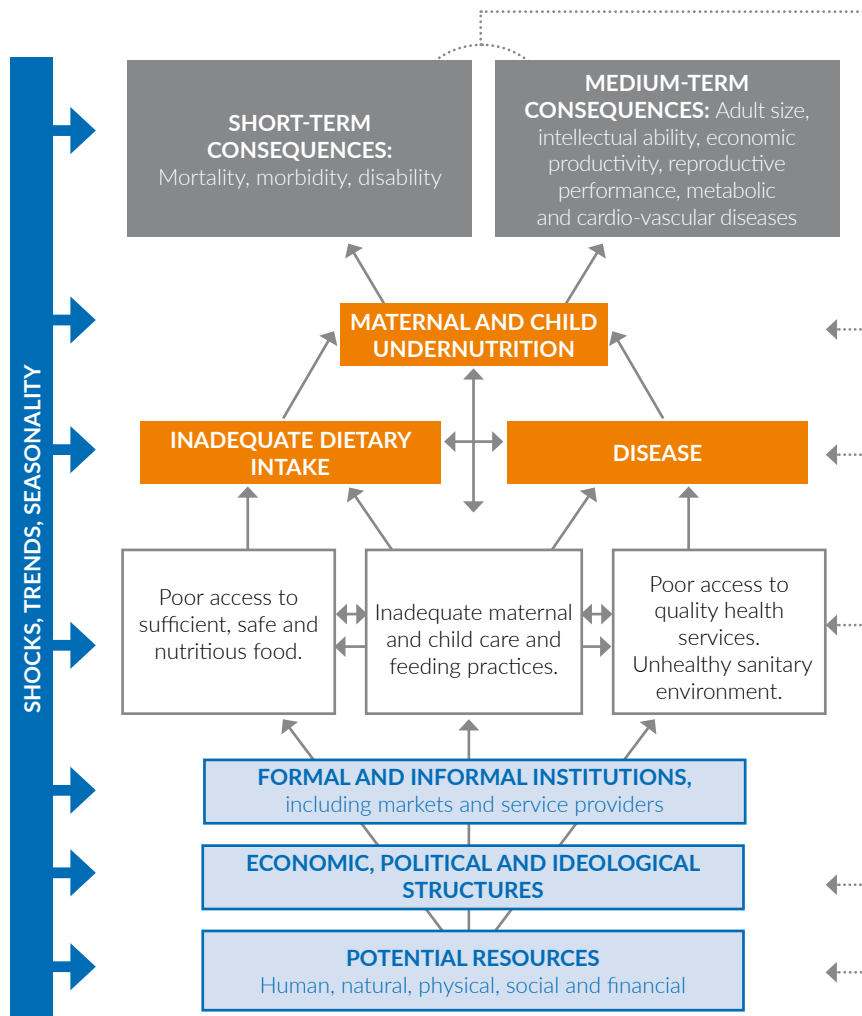 SHORT-TERM
CONSEQUENCES:
Mortality, morbidity, disability
MEDIUM-TERM
CONSEQUENCES: Adult size,
intellectual ability, economic
productivity, reproductive
performance, metabolic
and cardio-vascular diseases
SHOCKS, TRENDS, SEASONALITY
MATERNAL AND CHILD
UNDERNUTRITION
INADEQUATE DIETARY
INTAKE
DISEASE
Poor access to
sufficient, safe and
nutritious food.
Inadequate maternal
and child care and
feeding practices.
Poor access to
quality health
services.
Unhealthy sanitary
environment.
FORMAL AND INFORMAL INSTITUTIONS,
including markets and service providers
ECONOMIC, POLITICAL AND IDEOLOGICAL
STRUCTURES
POTENTIAL RESOURCES
Human, natural, physical, social and financial